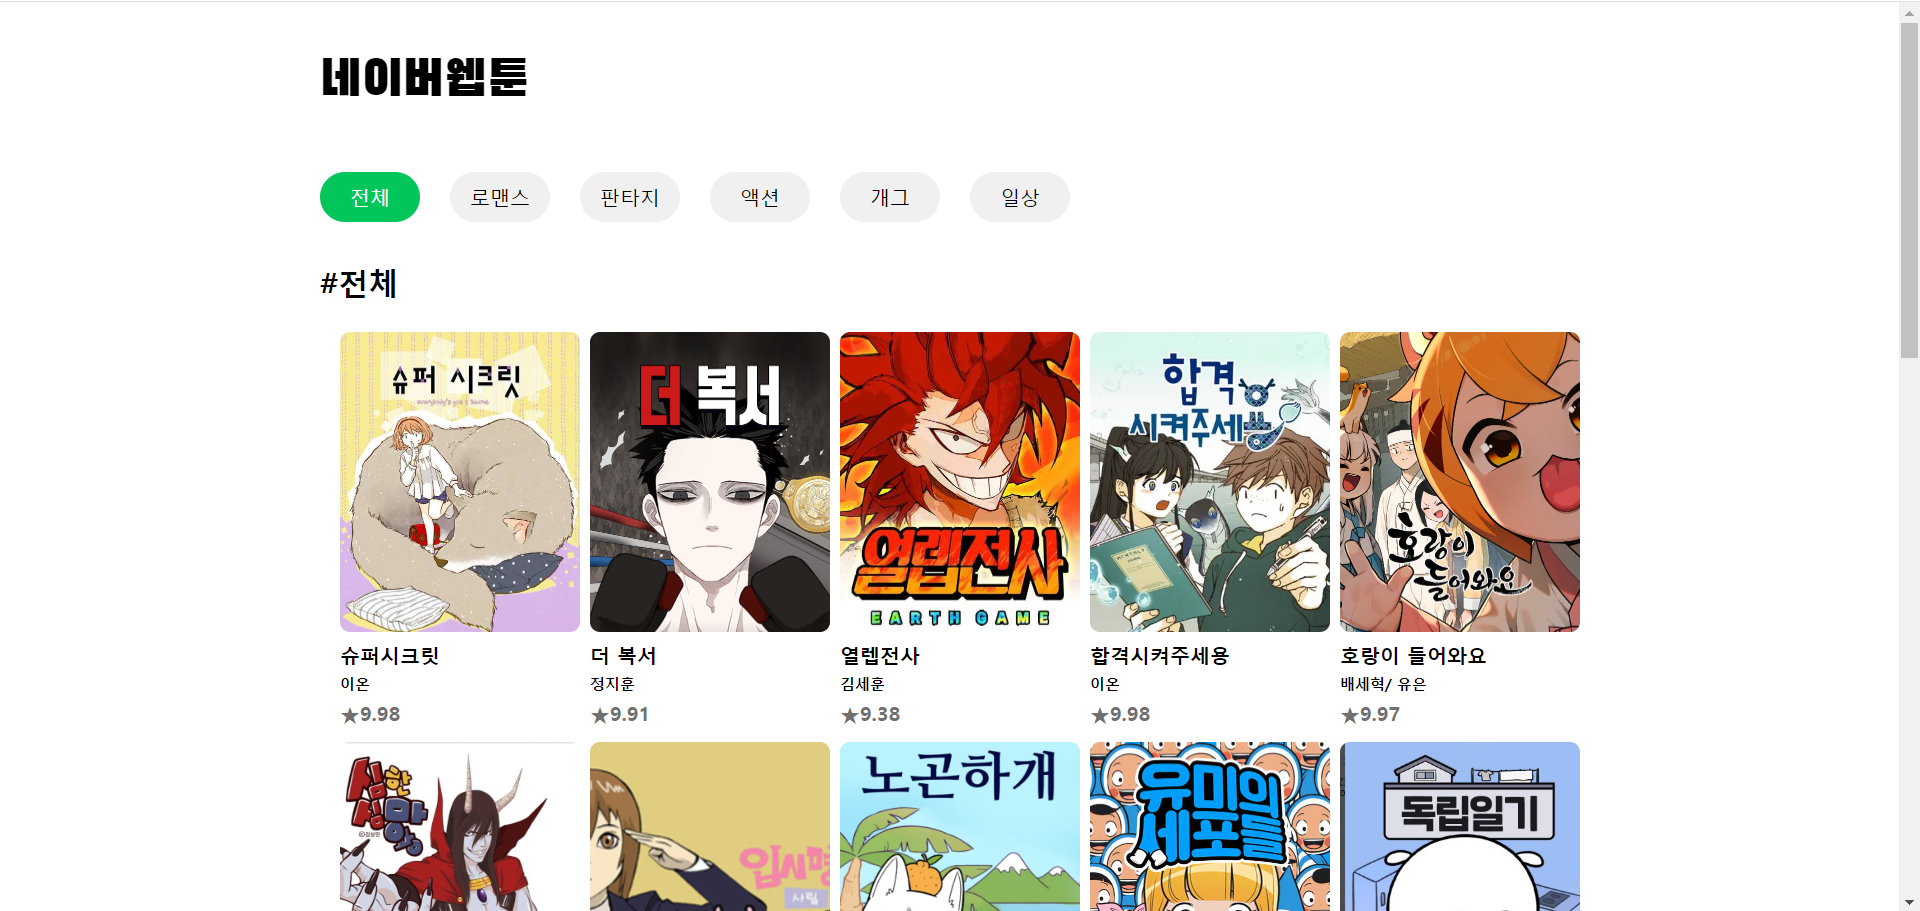 네이버웹툰
전체
로맨스
판타지
액션
개그
일상
#전체
슈퍼 시크릿
더 복서
열렙전사
EARTH GAME
합격
시켜주세용
호랑이
들어와요
슈퍼시크릿
이온
★9.98
더 복서
정지훈
★9.91
열렙전사
김세훈
★9.38
합격시켜주세용
이온
★9.98
호랑이 들어와요
배세혁/ 유은
★9.97
심한
심마
입시명
사립
노곤하개
유미의
세포들
독립일기